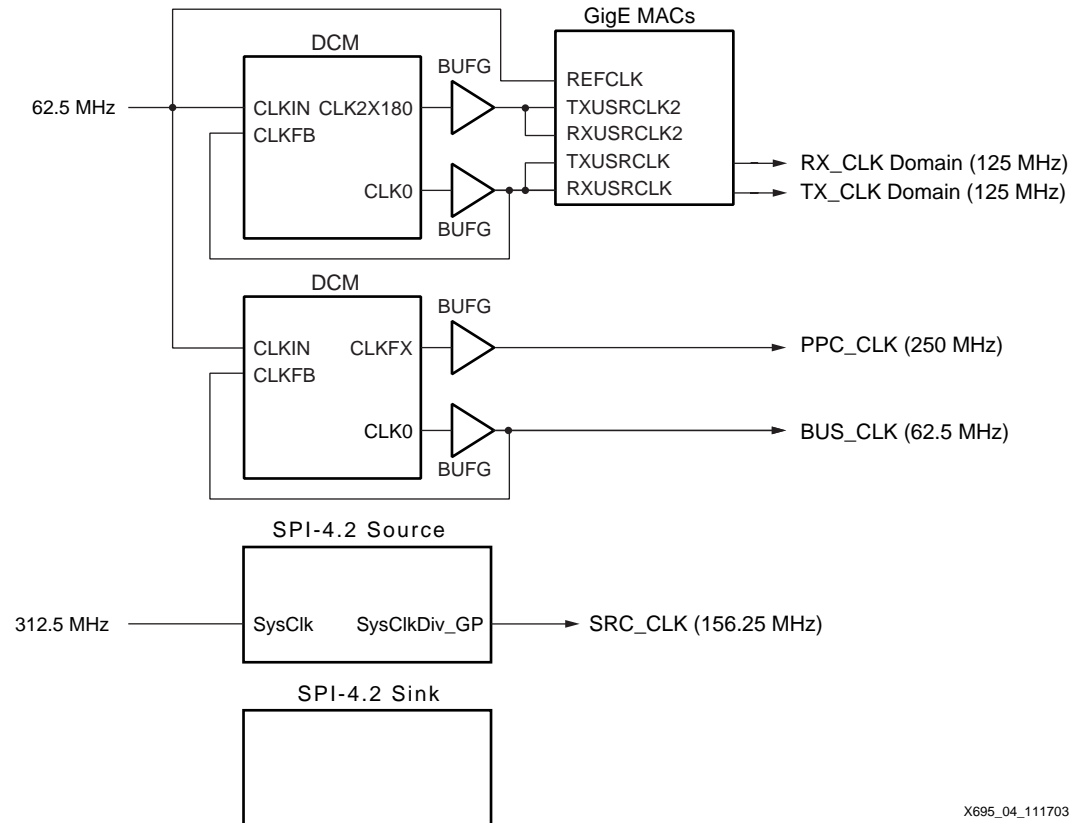 GigE MACs
DCM
BUFG
REFCLK
62.5 MHz
CLKIN CLK2X180
TXUSRCLK2
CLKFB
RXUSRCLK2
TXUSRCLK
RX_CLK Domain (125 MHz)
CLK0
RXUSRCLK
TX_CLK Domain (125 MHz)
BUFG
DCM
BUFG
CLKIN CLKFX
PPC_CLK (250 MHz)
CLKFB
CLK0
BUS_CLK (62.5 MHz)
BUFG
SPI-4.2 Source
312.5 MHz
SysClk SysClkDiv_GP
SRC_CLK (156.25 MHz)
SPI-4.2 Sink
X695_04_111703